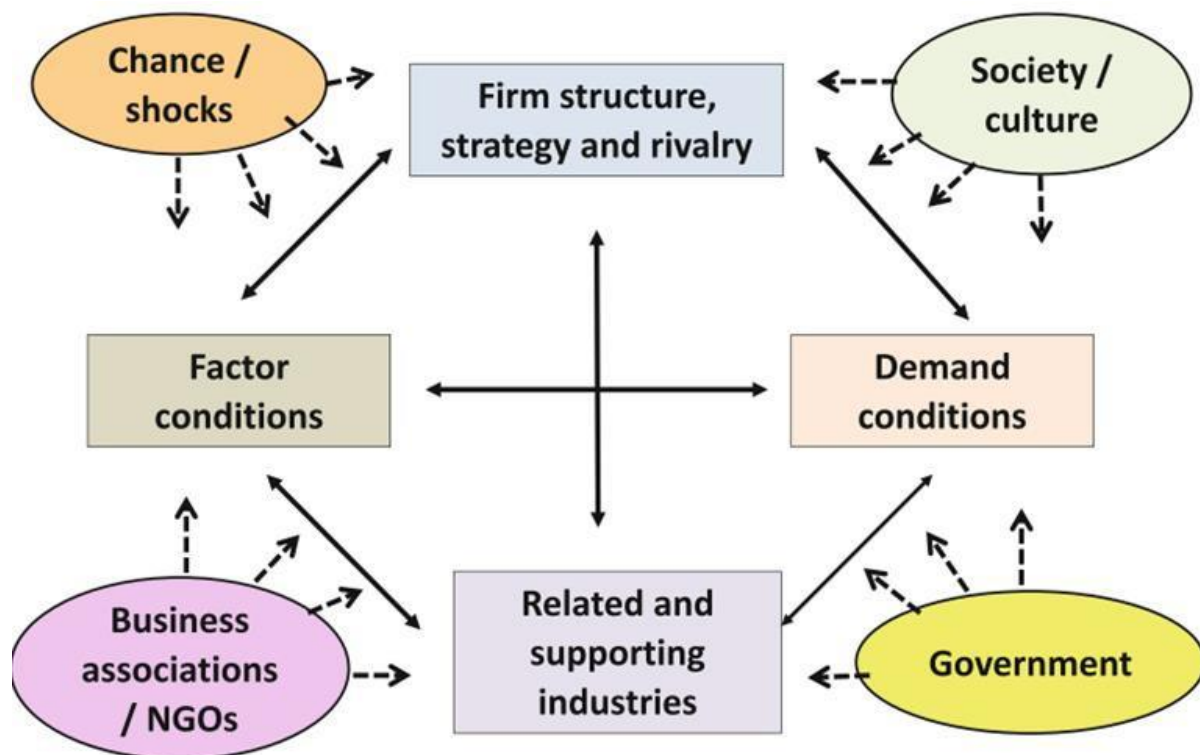 Chance /
shocks
Firm structure,
strategy and rivalry
Society /
culture
Factor
conditions
Demand
conditions
Business
associations
/ NGOs
Related and
supporting
industries
Government